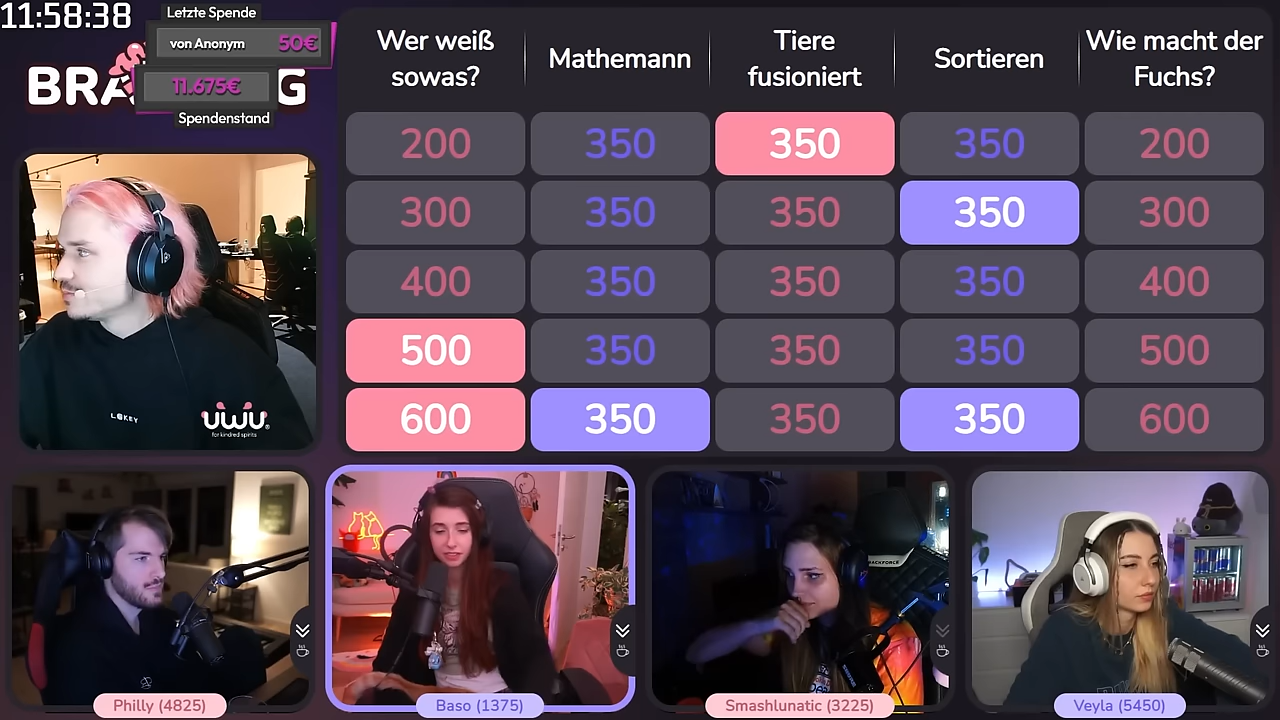 11:58:38
Letzte Spende
von Anonym 50€
11.675€
Spendenstand
Wer weiß
sowas?
Mathemann
Tiere
fusioniert
Sortieren
Wie macht der
Fuchs?
200 350 350 350 200
300 350 350 350 300
400 350 350 350 400
500 350 350 350 500
600 350 350 350 600
LOKEY
UWU
for kindred spirits
Philly (4825)
Baso (1375)
Smashlunatic (3225)
Veyla (5450)